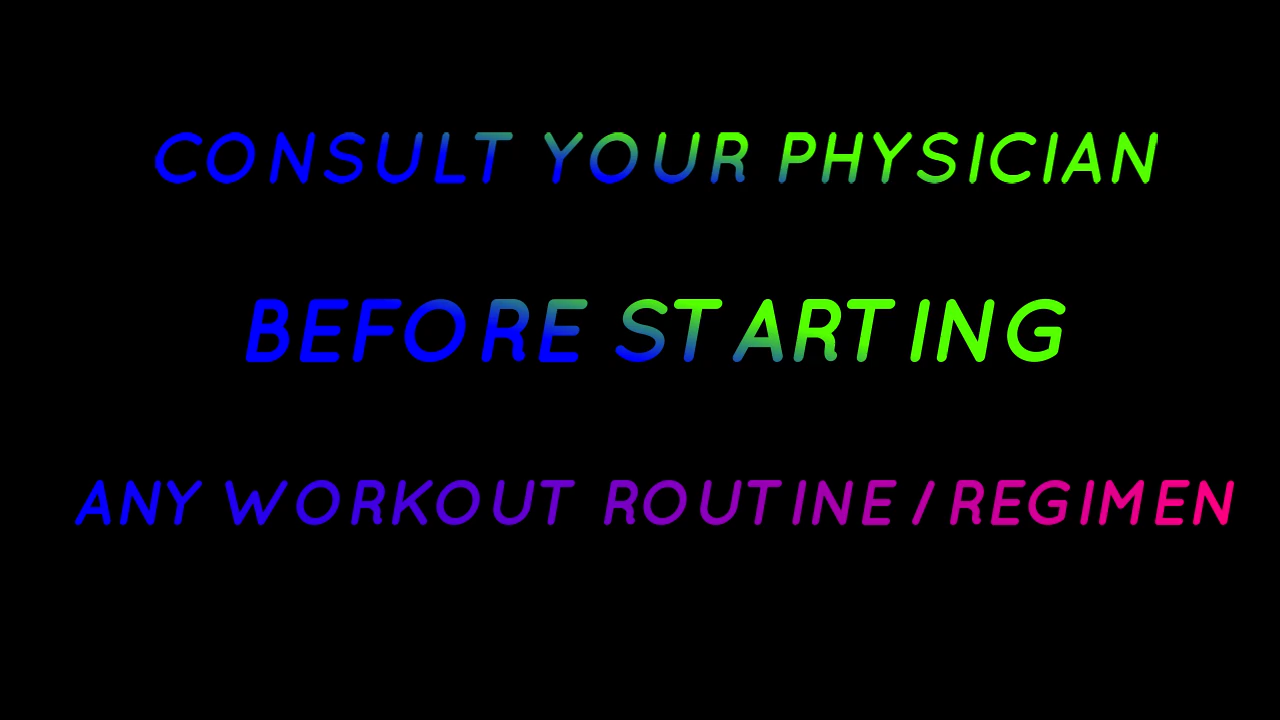 CONSULT YOUR PHYSICIAN
BEFORE STARTING
ANY WORKOUT ROUTINE / REGIMEN